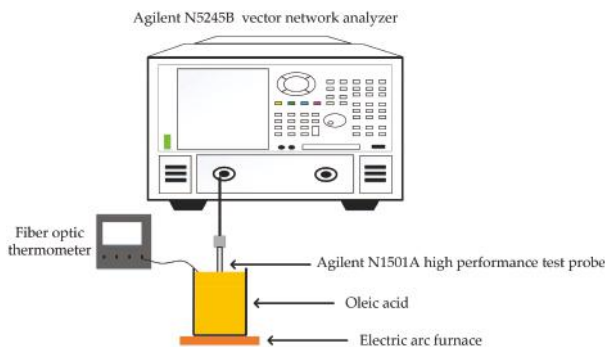 Agilent N5245B vector network analyzer
Fiber optic
thermometer
Agilent N1501A high performance test probe
Oleic acid
Electric arc furnace